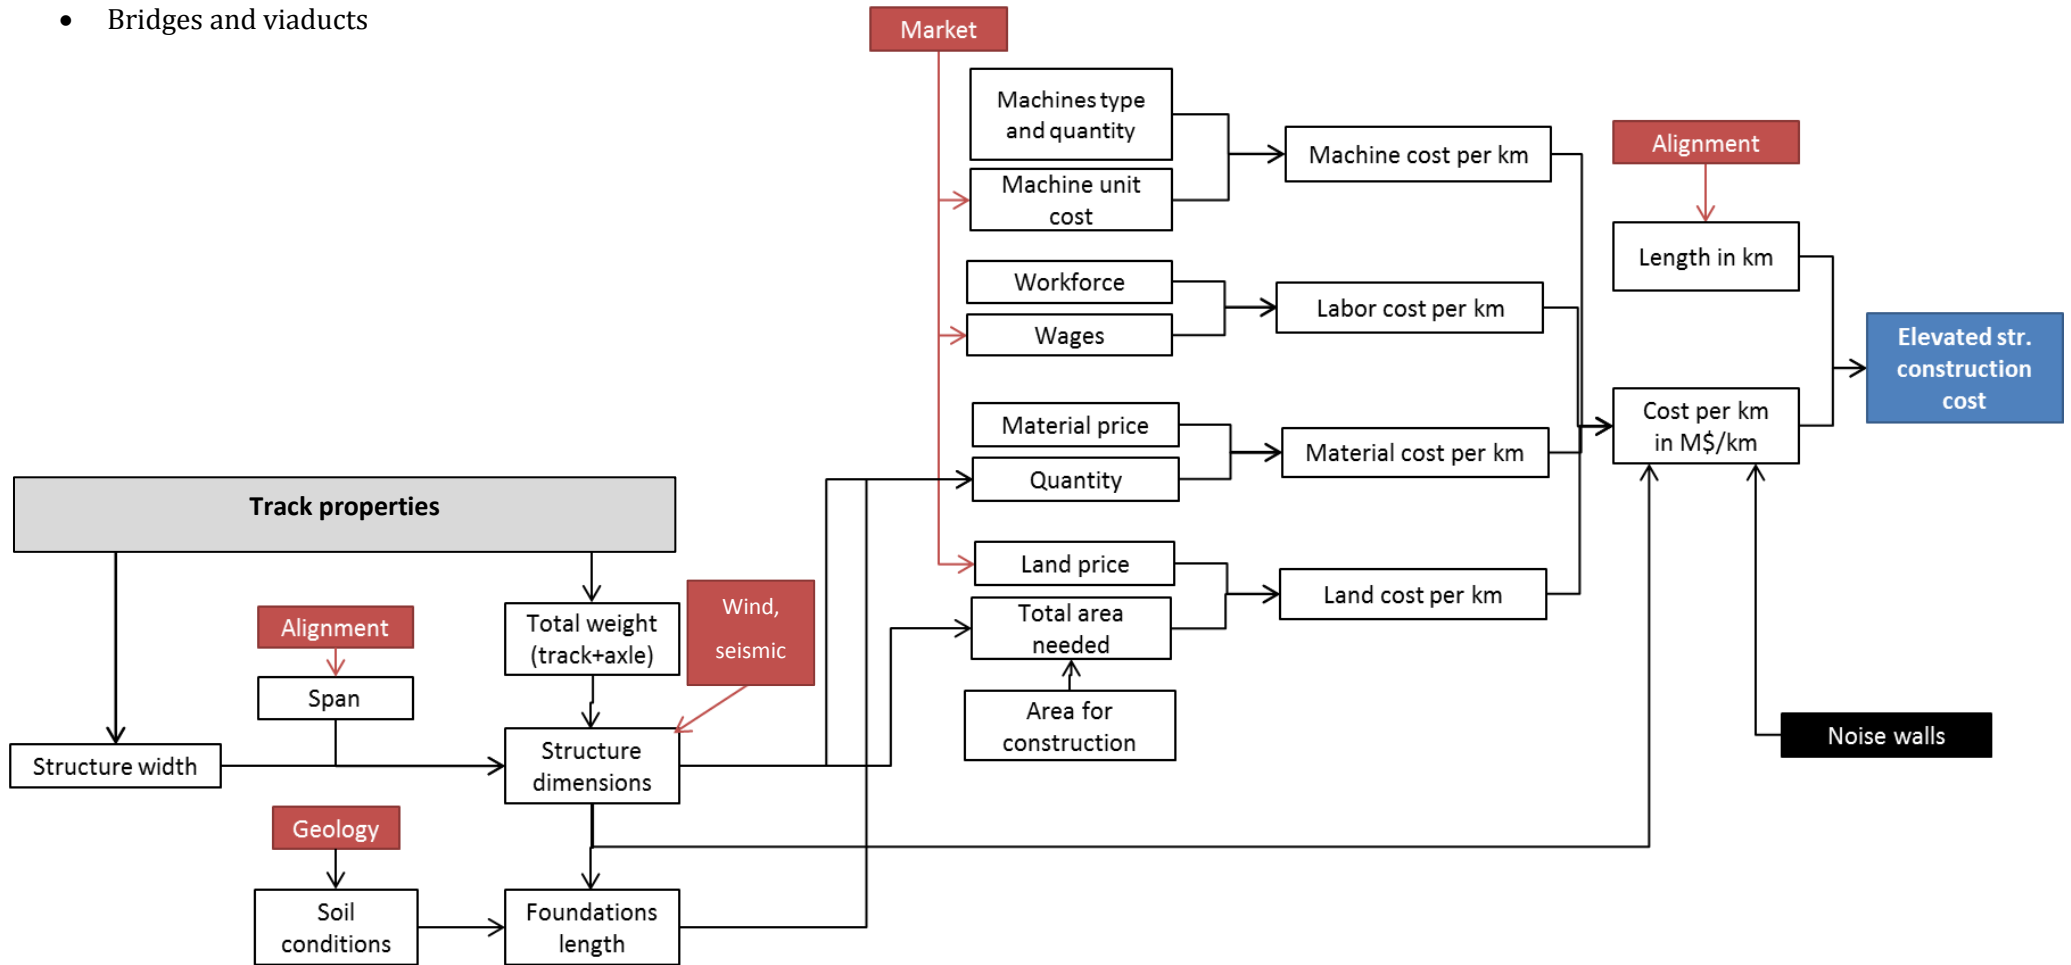 • Bridges and viaducts
Market
Machines type
and quantity
Machine unit
cost
Machine cost per km
Alignment
Length in km
Workforce
Wages
Labor cost per km
Elevated str.
construction
cost
Material price
Quantity
Material cost per km
Cost per km
in M$/km
Track properties
Land price
Total area
needed
Land cost per km
Area for
construction
Alignment
Span
Total weight
(track+axle)
Wind,
seismic
Structure width
Structure
dimensions
Noise walls
Geology
Soil
conditions
Foundations
length